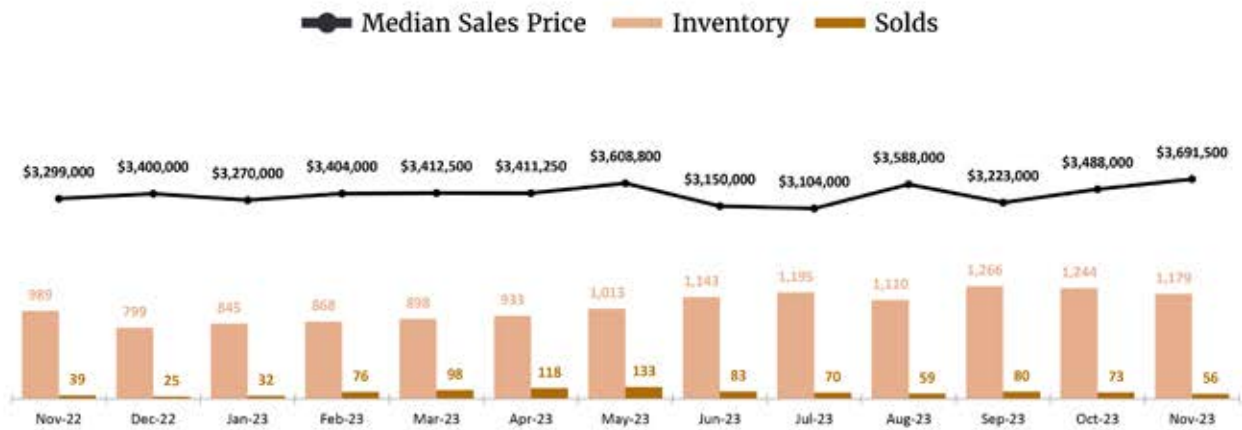 Median Sales Price Inventory Solds
$3,299,000 $3,400,000 $3,270,000 $3,404,000 $3,412,500 $3,411,250 $3,608,800 $3,150,000 $3,104,000 $3,588,000 $3,223,000 $3,488,000 $3,691,500
989 799 845 868 898 933 1,013 1,143 1,195 1,110 1,266 1,244 1,179
39 25 32 76 98 118 133 83 70 59 80 73 56
Nov-22 Dec-22 Jan-23 Feb-23 Mar-23 Apr-23 May-23 Jun-23 Jul-23 Aug-23 Sep-23 Oct-23 Nov-23